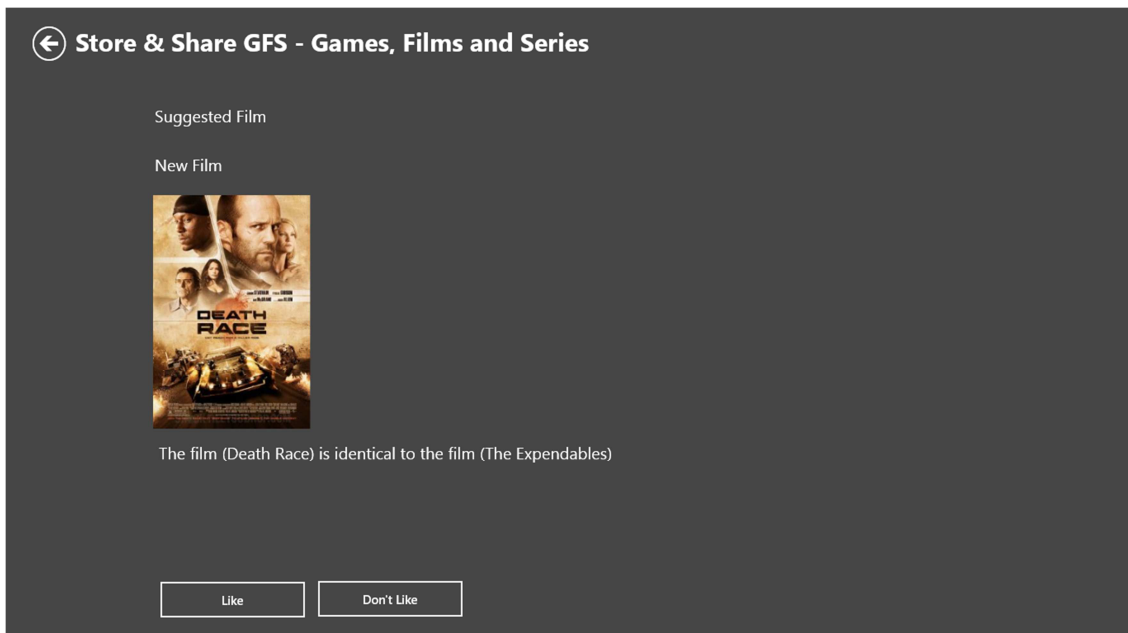 Store & Share GFS - Games, Films and Series
Suggested Film
New Film
DEATH
RACE
The film (Death Race) is identical to the film (The Expendables)
Like
Don't Like